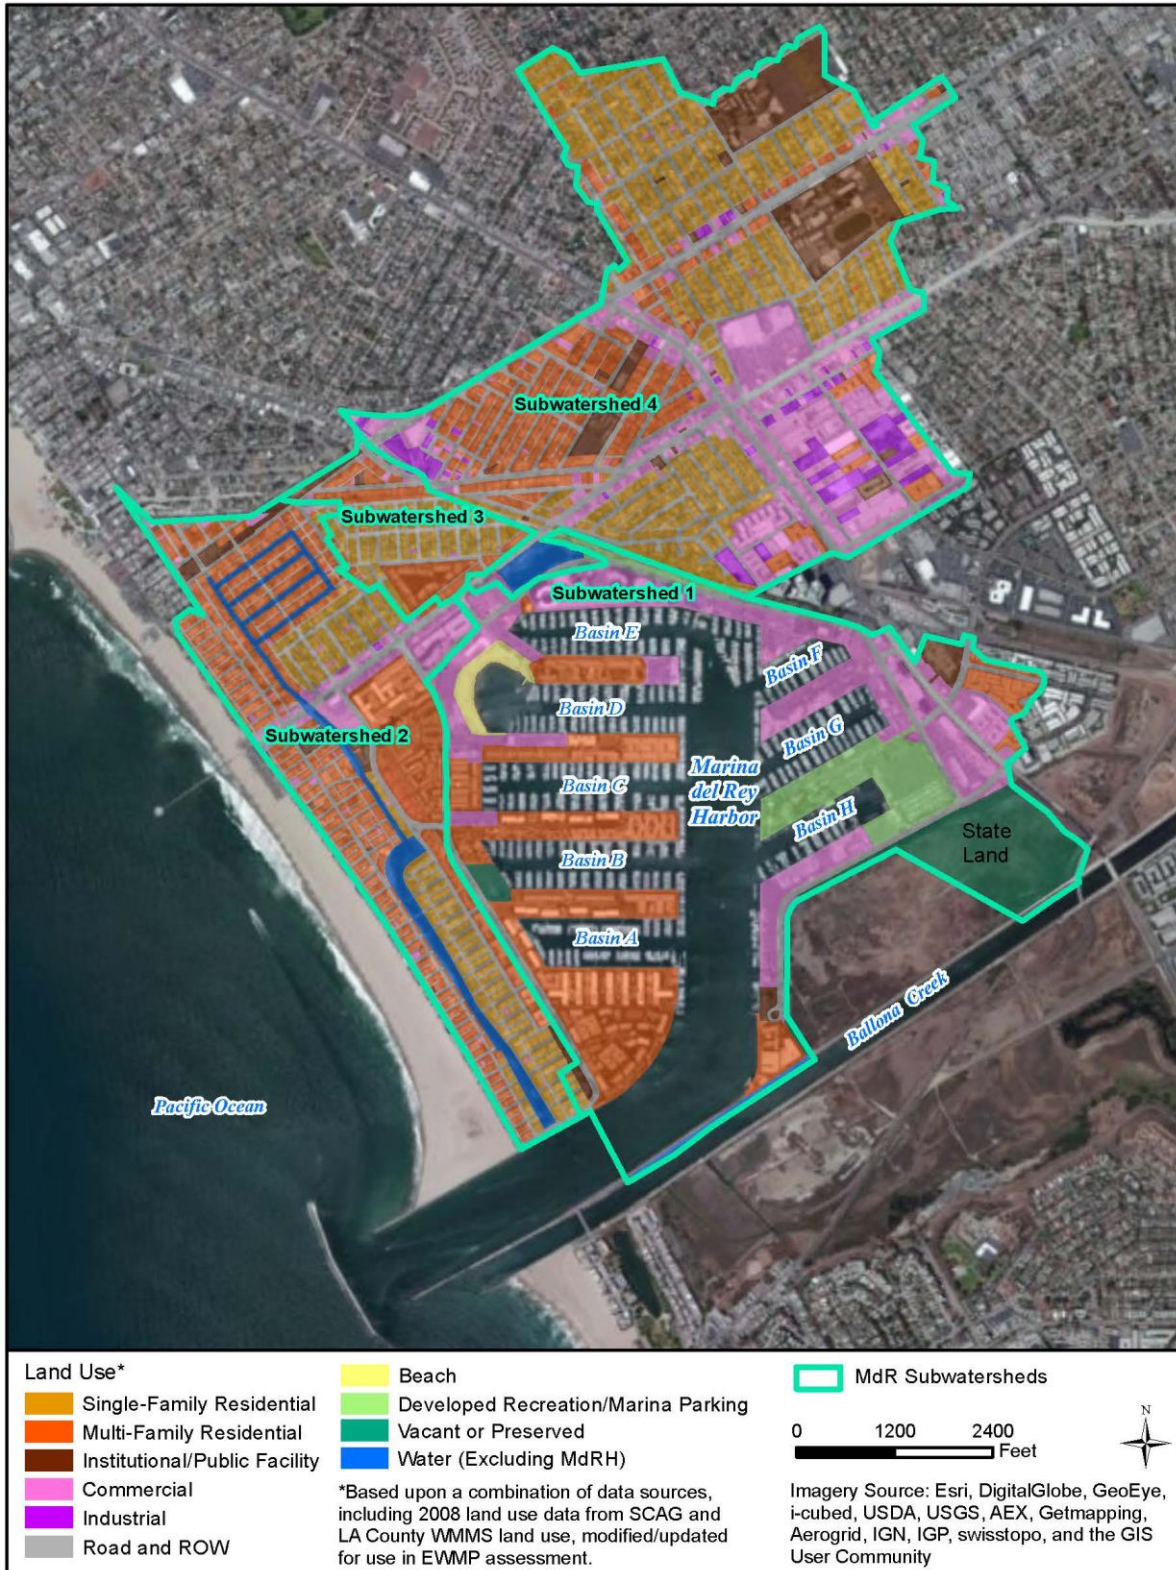 Subwatershed 4
Subwatershed 3
Subwatershed 1
Basin E
Basin F
Basin D
Subwatershed 2
Basin G
Marina
del Rey
Harbor
Basin C
Basin H
State
Land
Basin B
Basin A
Ballona Creek
Pacific Ocean
Land Use*
Single-Family Residential
Multi-Family Residential
Institutional/Public Facility
Commercial
Industrial
Road and ROW
Beach
Developed Recreation/Marina Parking
Vacant or Preserved
Water (Excluding MdRH)
*Based upon a combination of data sources,
including 2008 land use data from SCAG and
LA County WMMS land use, modified/updated
for use in EWMP assessment.
MdR Subwatersheds
0 1200 2400
Feet
N
Imagery Source: Esri, DigitalGlobe, GeoEye,
i-cubed, USDA, USGS, AEX, Getmapping,
Aerogrid, IGN, IGP, swisstopo, and the GIS
User Community